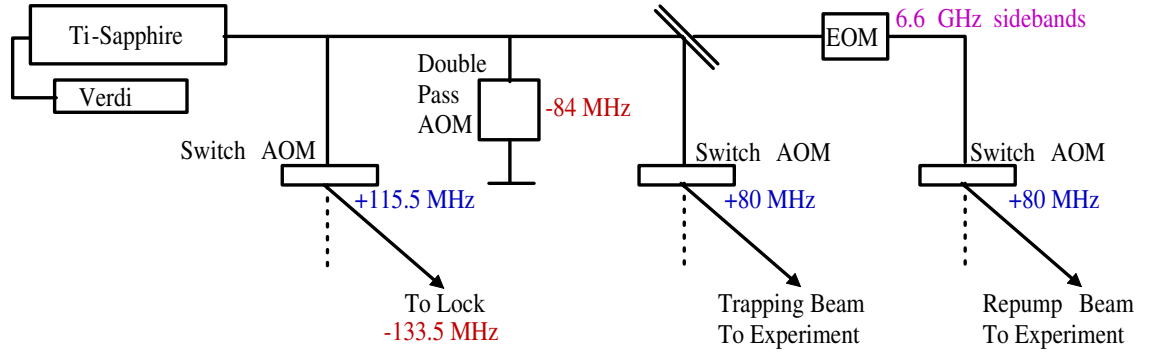 Ti-Sapphire
Verdi
Switch AOM
+115.5 MHz
To Lock
-133.5 MHz
Double
Pass
AOM
-84 MHz
Switch AOM
+80 MHz
Trapping Beam
To Experiment
EOM
6.6 GHz sidebands
Switch AOM
+80 MHz
Repump Beam
To Experiment